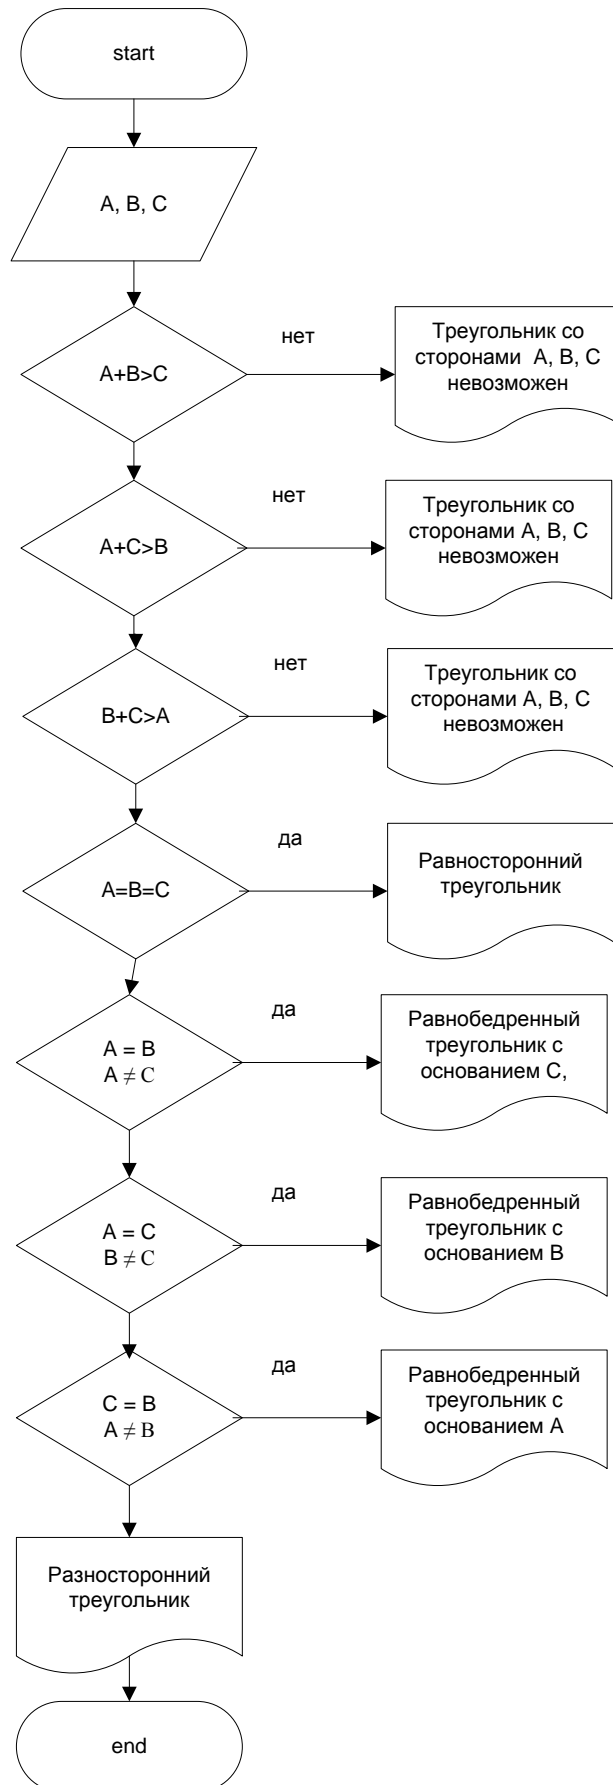 start
A, B, C
A+B>C
нет
Треугольник со
сторонами A, B, C
невозможен
A+C>B
нет
Треугольник со
сторонами A, B, C
невозможен
B+C>A
нет
Треугольник со
сторонами A, B, C
невозможен
A=B=C
да
Равносторонний
треугольник
A = B
A ≠ C
да
Равнобедренный
треугольник с
основанием C,
A = C
B ≠ C
да
Равнобедренный
треугольник с
основанием B
C = B
A ≠ B
да
Равнобедренный
треугольник с
основанием A
Разносторонний
треугольник
end